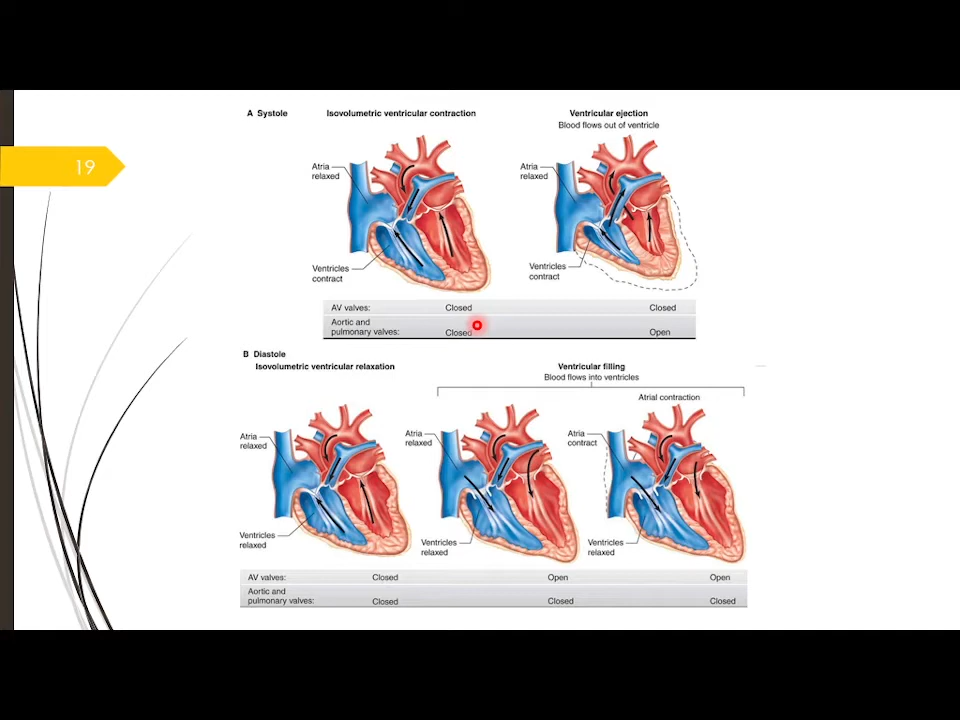 19
A Systole
Isovolumetric ventricular contraction
Ventricular ejection
Blood flows out of ventricle
Atria
relaxed
Atria
relaxed
Ventricles
contract
Ventricles
contract
AV valves: Closed Closed
Aortic and
pulmonary valves: Closed Open
B Diastole
Isovolumetric ventricular relaxation
Ventricular filling
Blood flows into ventricles
Atrial contraction
Atria
relaxed
Atria
relaxed
Atria
contract
Ventricles
relaxed
Ventricles
relaxed
Ventricles
relaxed
AV valves: Closed Open Open
Aortic and
pulmonary valves: Closed Closed Closed